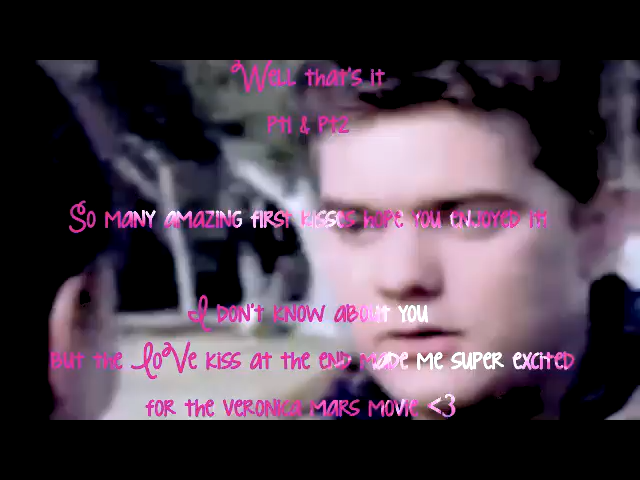 Well that's it
Pt1 & Pt2
So many amazing first kisses hope you enjoyed it!
I don't know about you
But the LoVe kiss at the end made me super excited
for the Veronica Mars movie <3